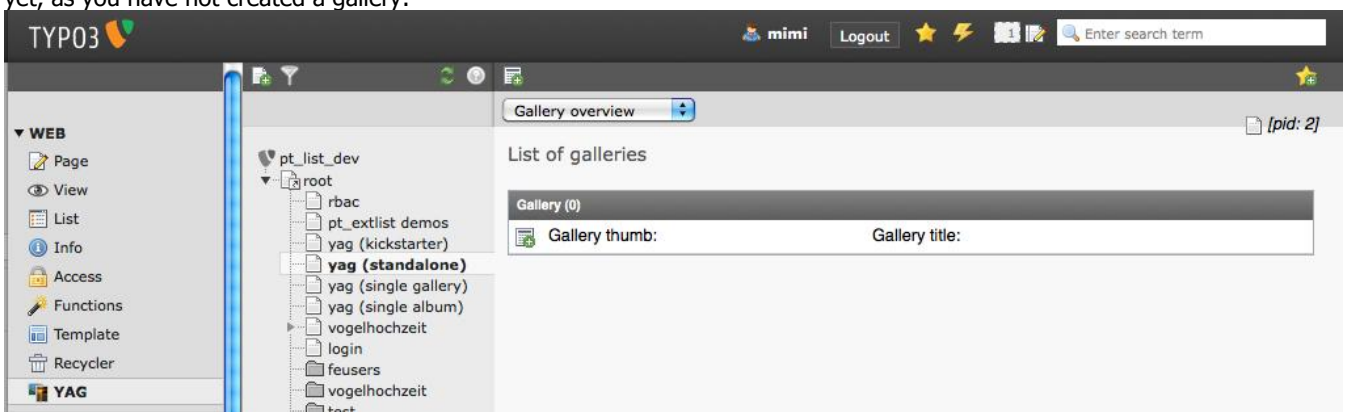 yet, as you have not created a gallery.
TYPO3 mimi Logout 1 Enter search term
Gallery overview
[pid: 2]
WEB
Page
View
List
Info
Access
Functions
Template
Recycler
YAG
pt_list_dev
root
rbac
pt_extlist demos
yag (kickstarter)
yag (standalone)
yag (single gallery)
yag (single album)
vogelhochzeit
login
feusers
vogelhochzeit
test
List of galleries
Gallery (0)
Gallery thumb: Gallery title: